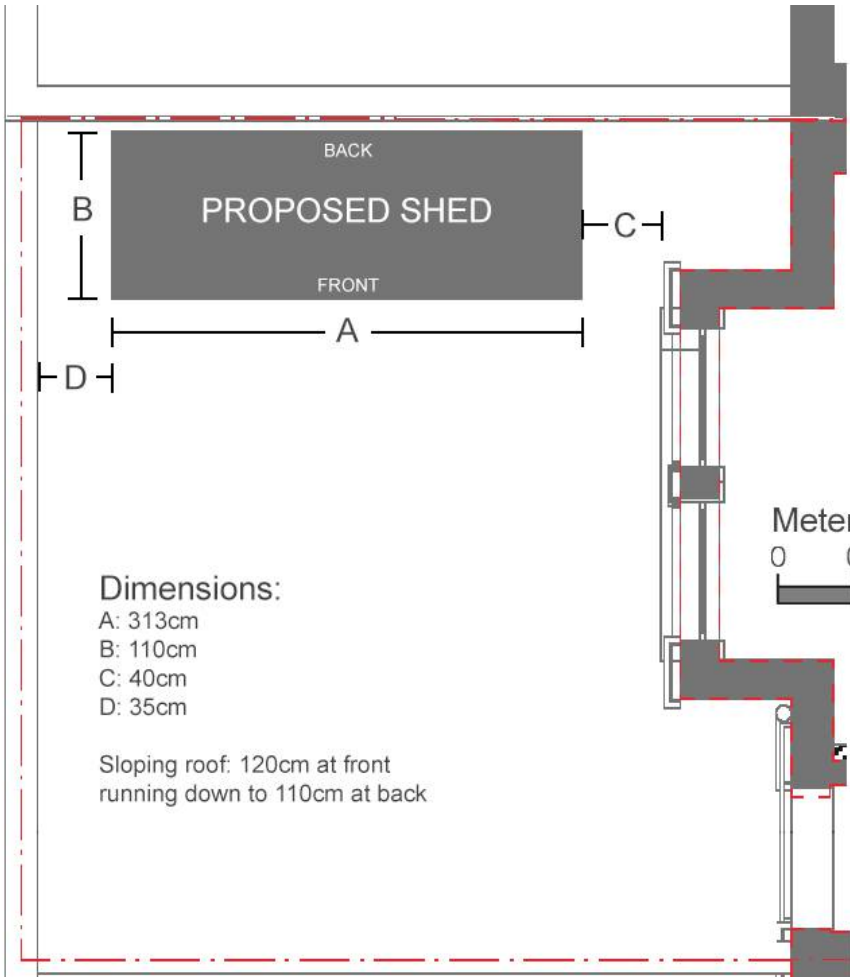 BACK
B
PROPOSED SHED
C
FRONT
A
D
Meter
0
Dimensions:
A: 313cm
B: 110cm
C: 40cm
D: 35cm
Sloping roof: 120cm at front
running down to 110cm at back